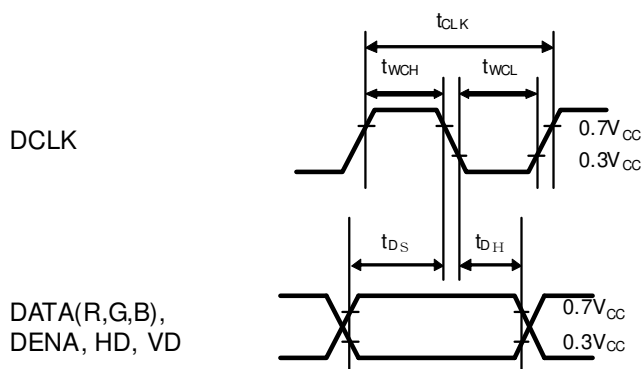 tCLK
tWCH tWCL
DCLK
0.7VCC
0.3VCC
tDS tDH
DATA(R,G,B),
DENA, HD, VD
0.7VCC
0.3VCC